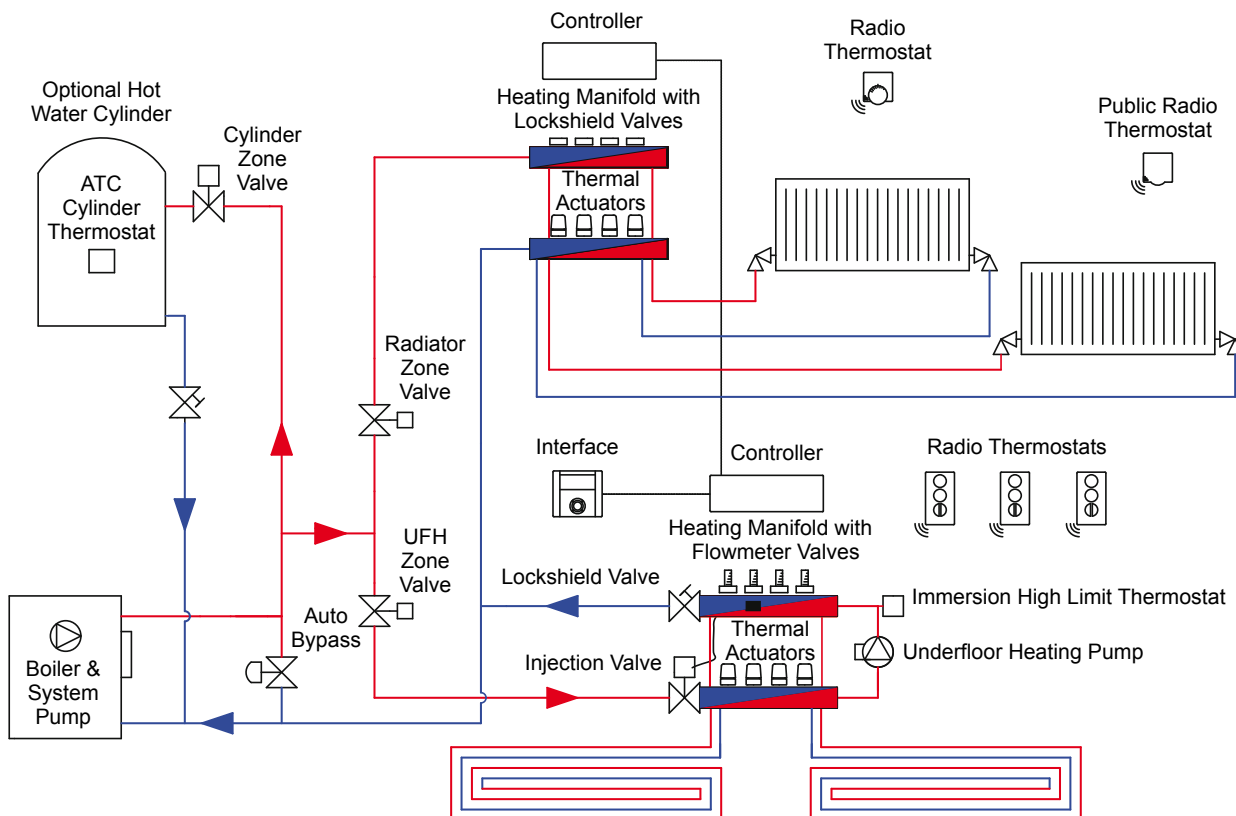 Controller
Radio
Thermostat
Optional Hot
Water Cylinder
Heating Manifold with
Lockshield Valves
Public Radio
Thermostat
Cylinder
Zone
Valve
ATC
Cylinder
Thermostat
Thermal
Actuators
Radiator
Zone
Valve
Interface
Controller
Radio Thermostats
Heating Manifold with
Flowmeter Valves
UFH
Zone
Valve
Lockshield Valve
Immersion High Limit Thermostat
Auto
Bypass
Thermal
Actuators
Underfloor Heating Pump
Injection Valve
Boiler &
System
Pump